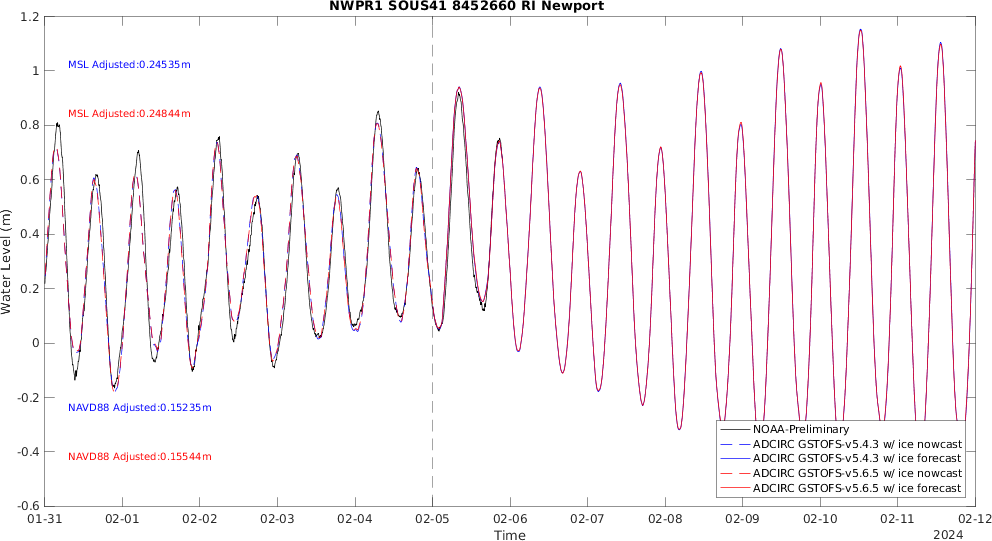 NWPR1 SOUS41 8452660 RI Newport
1.2
1
0.8
0.6
0.4
0.2
0
-0.2
-0.4
-0.6
Water Level (m)
MSL Adjusted:0.24535m
MSL Adjusted:0.24844m
NAVD88 Adjusted:0.15235m
NAVD88 Adjusted:0.15544m
NOAA-Preliminary
ADCIRC GSTOFS-v5.4.3 w/ ice nowcast
ADCIRC GSTOFS-v5.4.3 w/ ice forecast
ADCIRC GSTOFS-v5.6.5 w/ ice nowcast
ADCIRC GSTOFS-v5.6.5 w/ ice forecast
01-31 02-01 02-02 02-03 02-04 02-05 02-06 02-07 02-08 02-09 02-10 02-11 02-12
Time
2024